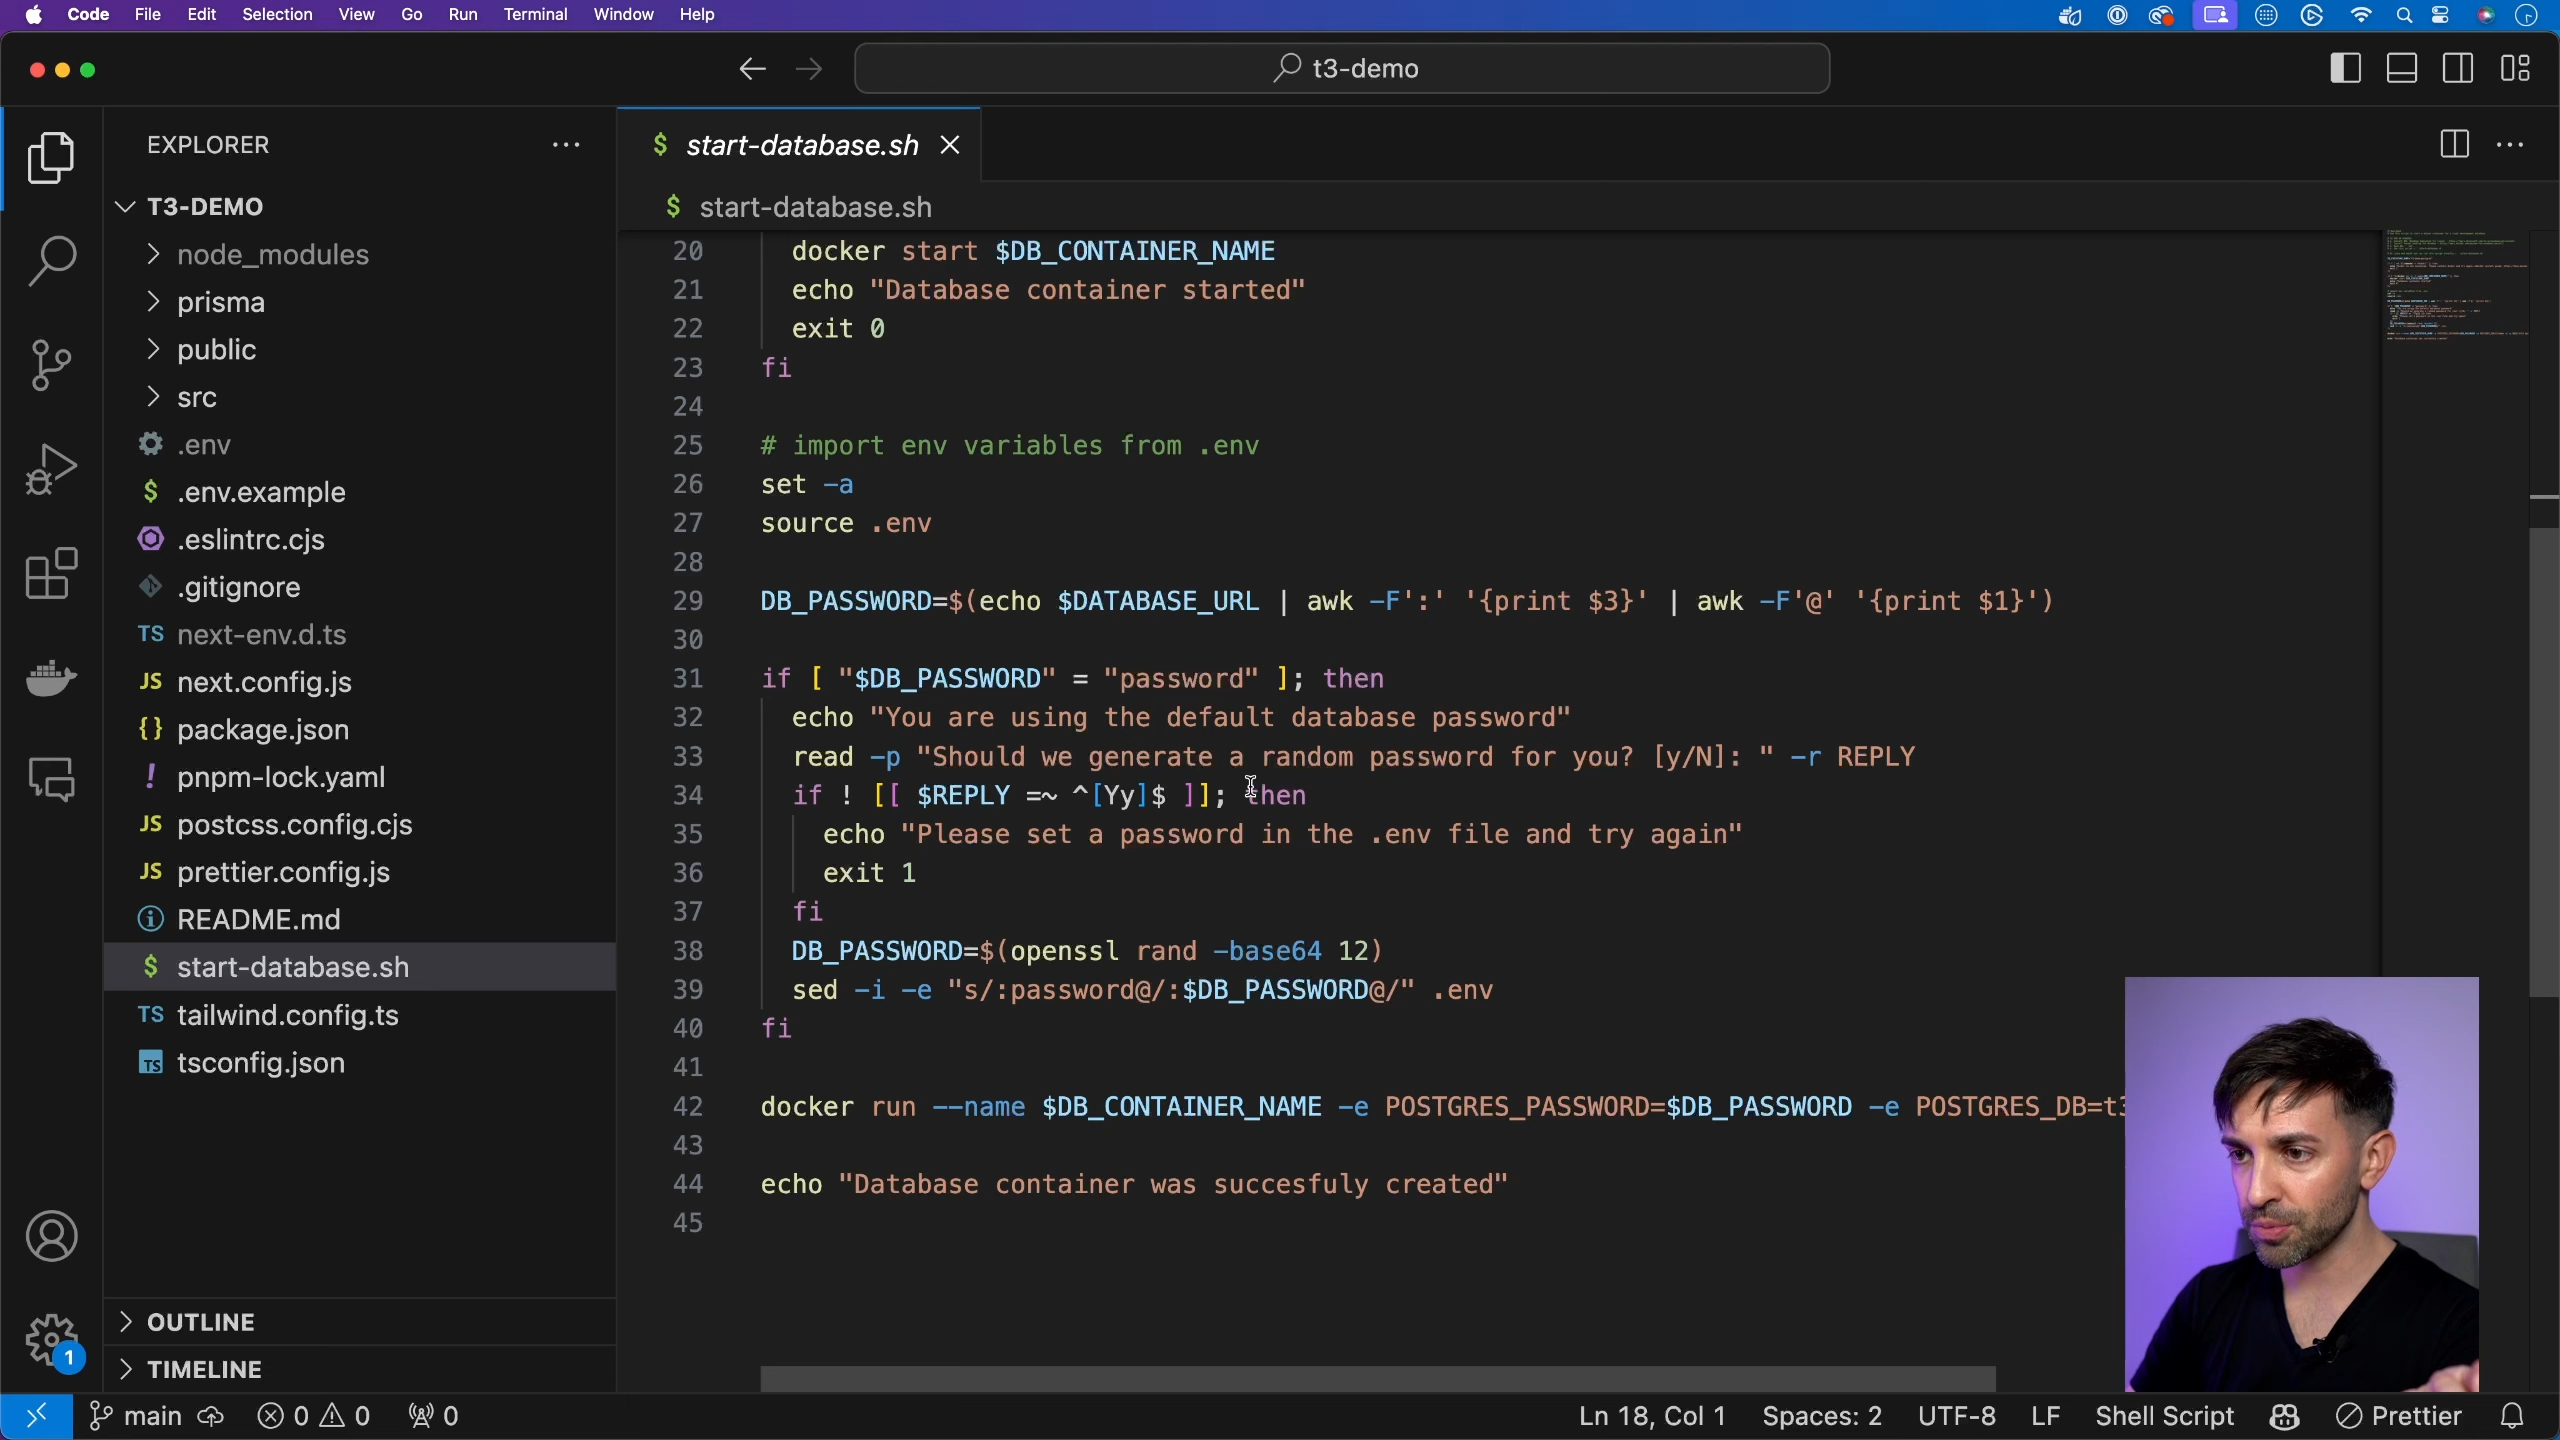 Code File Edit Selection View Go Run Terminal Window Help
t3-demo
EXPLORER
start-database.sh
T3-DEMO
start-database.sh
node_modules
prisma
public
src
.env
$ .env.example
.eslintrc.cjs
.gitignore
TS next-env.d.ts
JS next.config.js
{} package.json
! pnpm-lock.yaml
JS postcss.config.cjs
JS prettier.config.js
README.md
$ start-database.sh
TS tailwind.config.ts
TS tsconfig.json
OUTLINE
TIMELINE
20 docker start $DB_CONTAINER_NAME
21 echo "Database container started"
22 exit 0
23 fi
24
25 # import env variables from .env
26 set -a
27 source .env
28
29 DB_PASSWORD=$(echo $DATABASE_URL | awk -F':' '{print $3}' | awk -F'@' '{print $1}')
30
31 if [ "$DB_PASSWORD" = "password" ]; then
32 echo "You are using the default database password"
33 read -p "Should we generate a random password for you? [y/N]: " -r REPLY
34 if ! [[ $REPLY =~ ^[Yy]$ ]]; then
35 echo "Please set a password in the .env file and try again"
36 exit 1
37 fi
38 DB_PASSWORD=$(openssl rand -base64 12)
39 sed -i -e "s/:password@/:$DB_PASSWORD@/" .env
40 fi
41
42 docker run --name $DB_CONTAINER_NAME -e POSTGRES_PASSWORD=$DB_PASSWORD -e POSTGRES_DB=t3
43
44 echo "Database container was succesfuly created"
45
1
main 0 0 0 Ln 18, Col 1 Spaces: 2 UTF-8 LF Shell Script Prettier